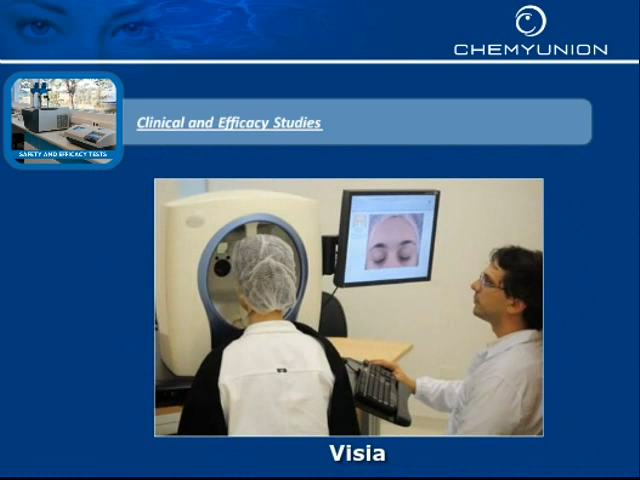 CHEMYUNION
Clinical and Efficacy Studies
SAFETY AND EFFICACY TESTS
Visia